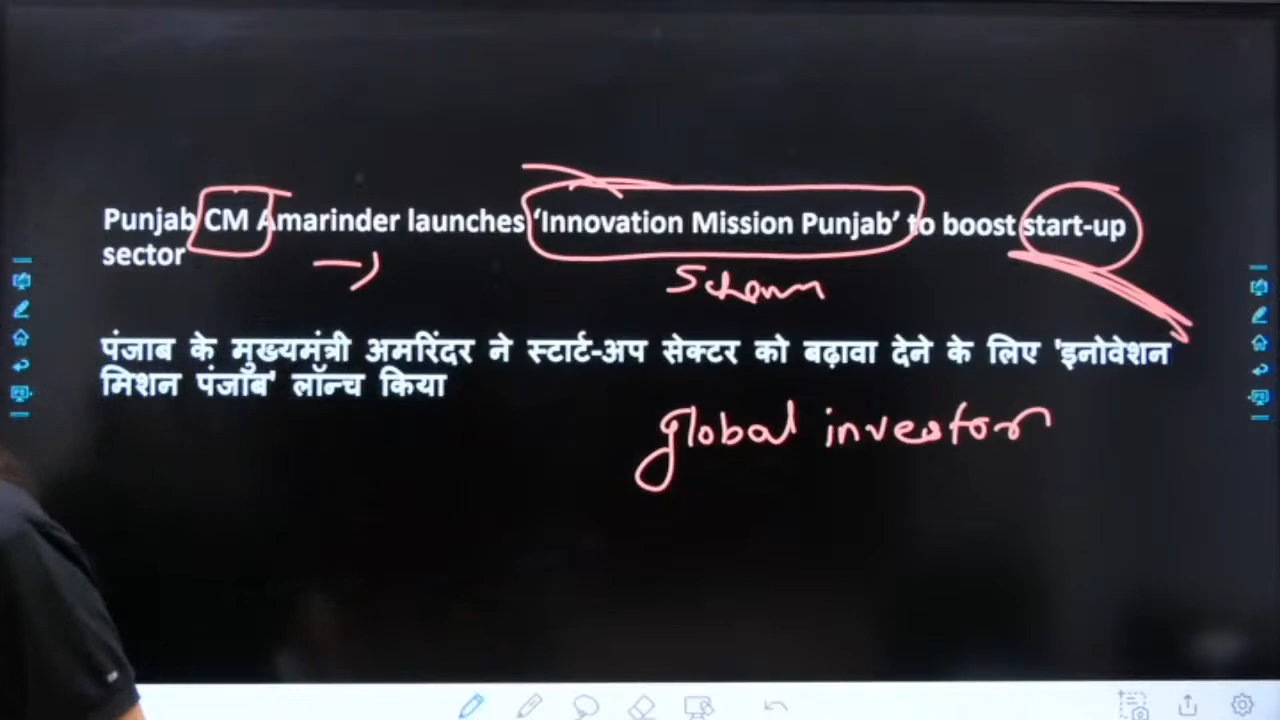 Punjab CM Amarinder launches ‘Innovation Mission Punjab’ to boost start-up
sector
Scheme
पंजाब के मुख्यमंत्री अमरिंदर ने स्टार्ट-अप सेक्टर को बढ़ावा देने के लिए 'इनोवेशन
मिशन पंजाब' लॉन्च किया
global investor